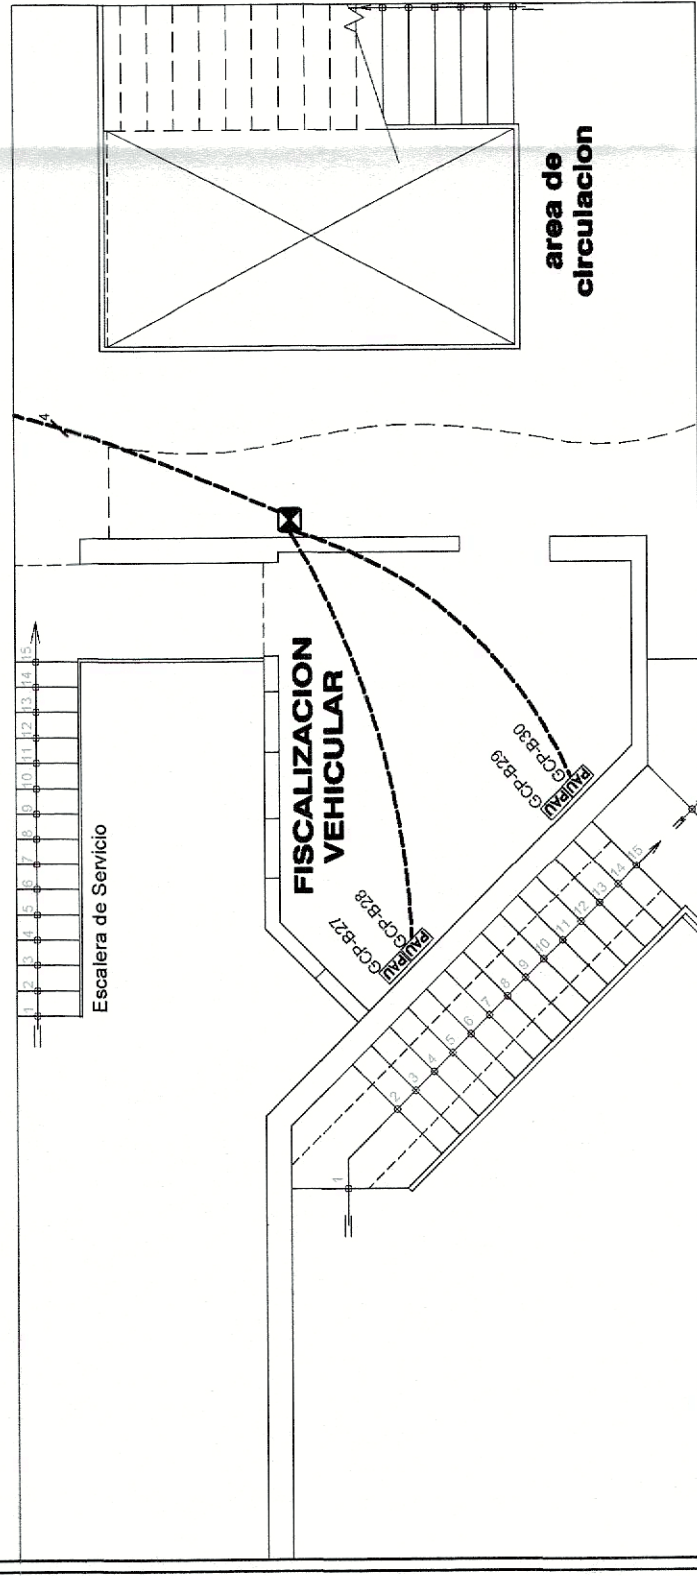 area de
circulacion
4
FISCALIZACION
VEHICULAR
Escalera de Servicio
1 2 3 4 5 6 7 8 9 10 11 12 13 14 15
GCP-B27
GCP-B28
PAU PAU
GCP-B29
GCP-B30
PAU PAU
1 2 3 4 5 6 7 8 9 10 11 12 13 14 15